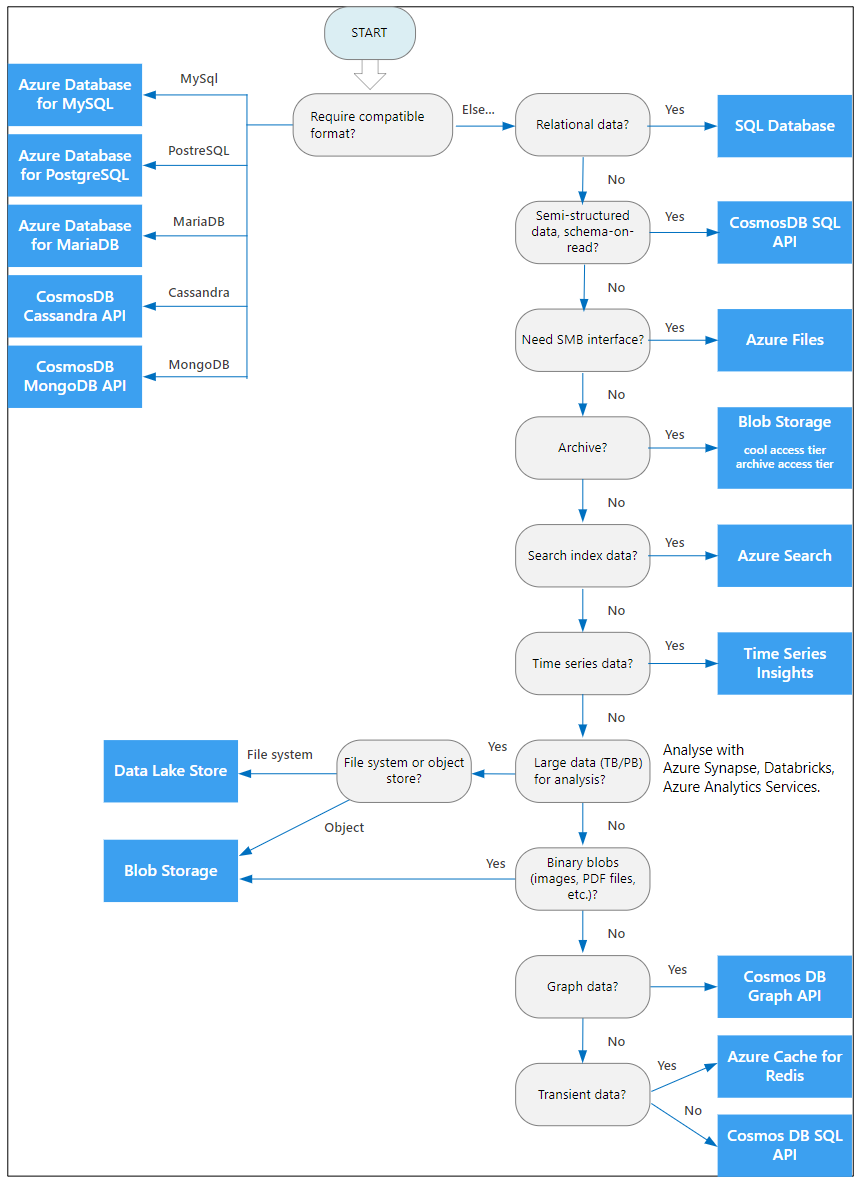 START
Require compatible
format?
Else...
Relational data?
Yes
SQL Database
MySql
Azure Database
for MySQL
PostreSQL
Azure Database
for PostgreSQL
MariaDB
Azure Database
for MariaDB
Cassandra
CosmosDB
Cassandra API
MongoDB
CosmosDB
MongoDB API
No
Semi-structured
data, schema-on-
read?
Yes
CosmosDB SQL
API
No
Need SMB interface?
Yes
Azure Files
No
Archive?
Yes
Blob Storage
cool access tier
archive access tier
No
Search index data?
Yes
Azure Search
No
Time series data?
Yes
Time Series
Insights
No
Large data (TB/PB)
for analysis?
Analyse with
Azure Synapse, Databricks,
Azure Analytics Services.
Yes
File system or object
store?
File system
Data Lake Store
Object
Blob Storage
No
Binary blobs
(images, PDF files,
etc.)?
Yes
No
Graph data?
Yes
Cosmos DB
Graph API
No
Transient data?
Yes
Azure Cache for
Redis
No
Cosmos DB SQL
API